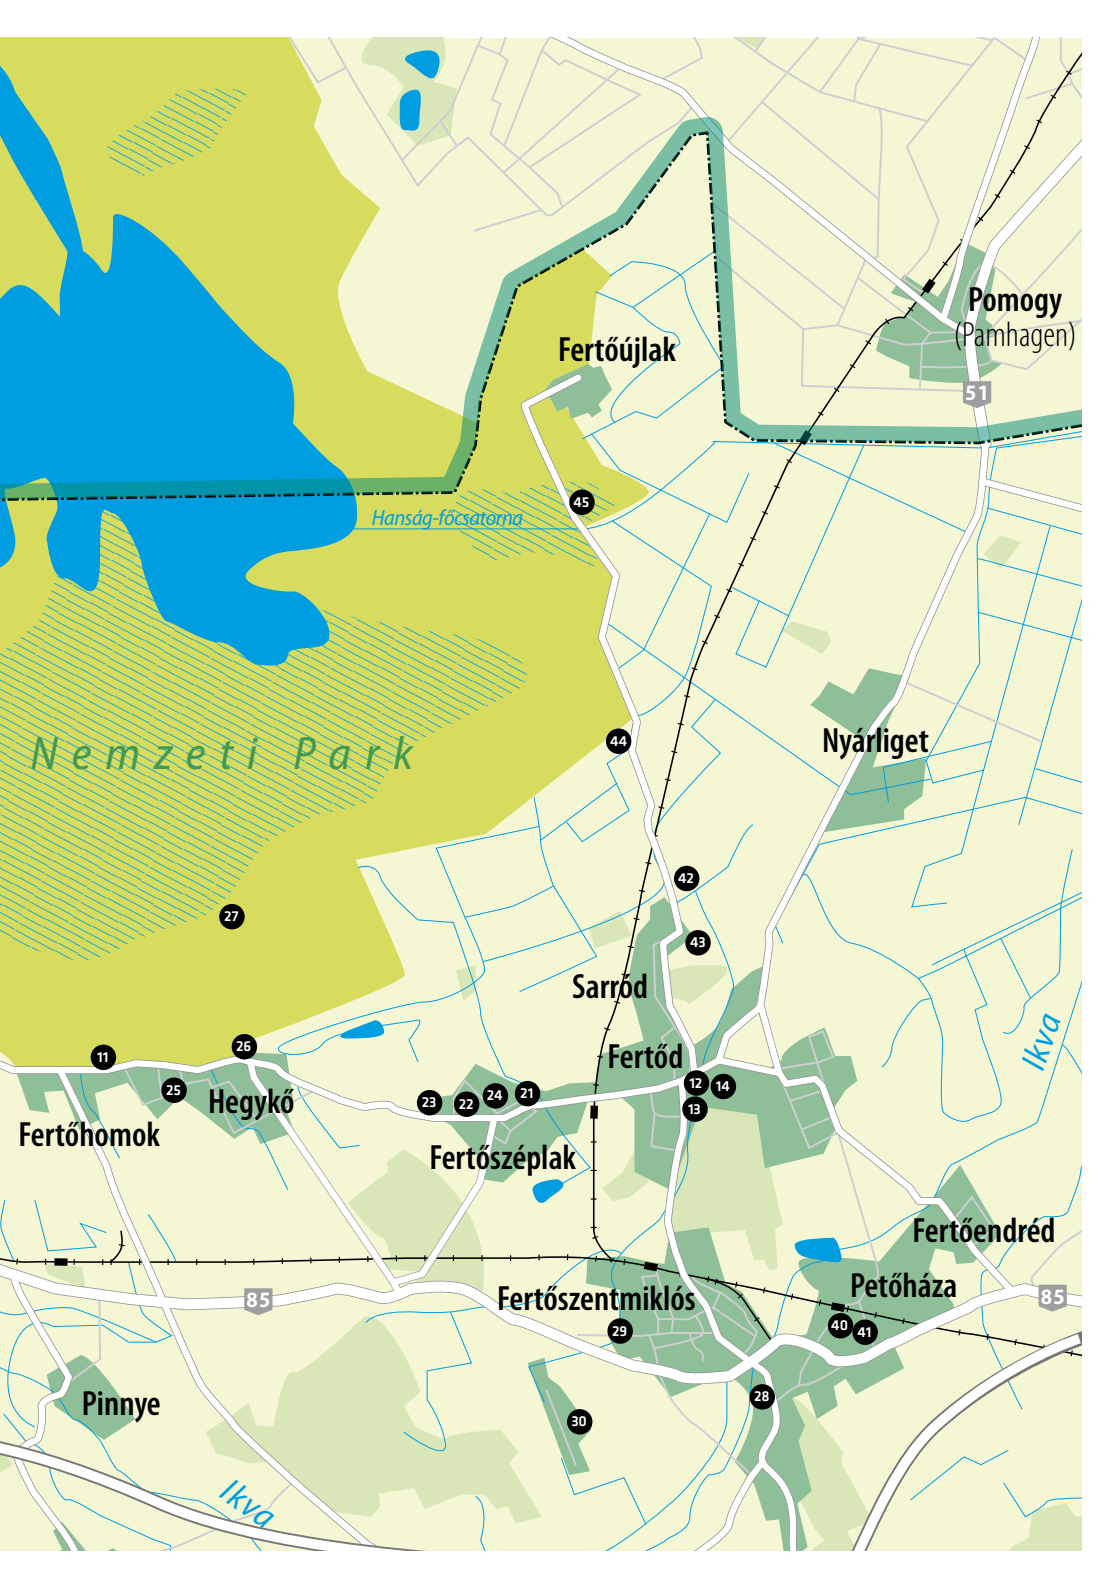 Pomogy
(Pamhagen)
Fertőújlak
51
45
Hanság-főcsatorna
Nyárliget
44
Nemzeti Park
42
27
43
Sarród
Ikva
26
11
Fertőd
12
14
25
24
21
Hegykő
23
22
13
Fertőhomok
Fertőszéplak
Fertőendréd
Petőháza
85
Fertőszentmiklós
85
40
29
41
28
Pinnye
30
Ikva